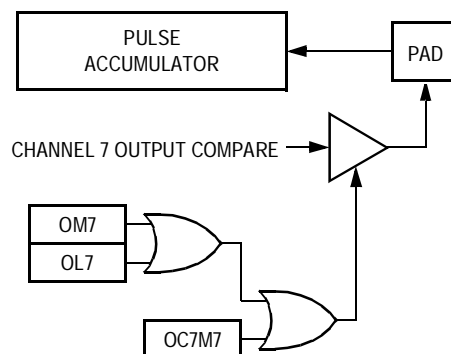 PULSE
ACCUMULATOR
PAD
CHANNEL 7 OUTPUT COMPARE
OM7
OL7
OC7M7